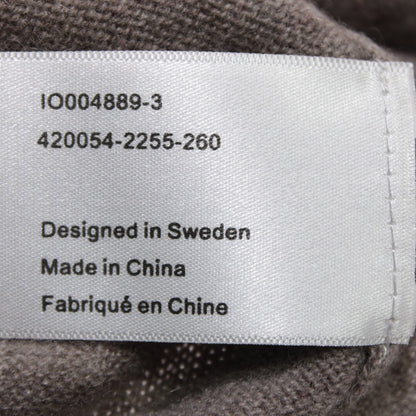 IO004889-3
420054-2255-260
Designed in Sweden
Made in China
Fabriqué en Chine